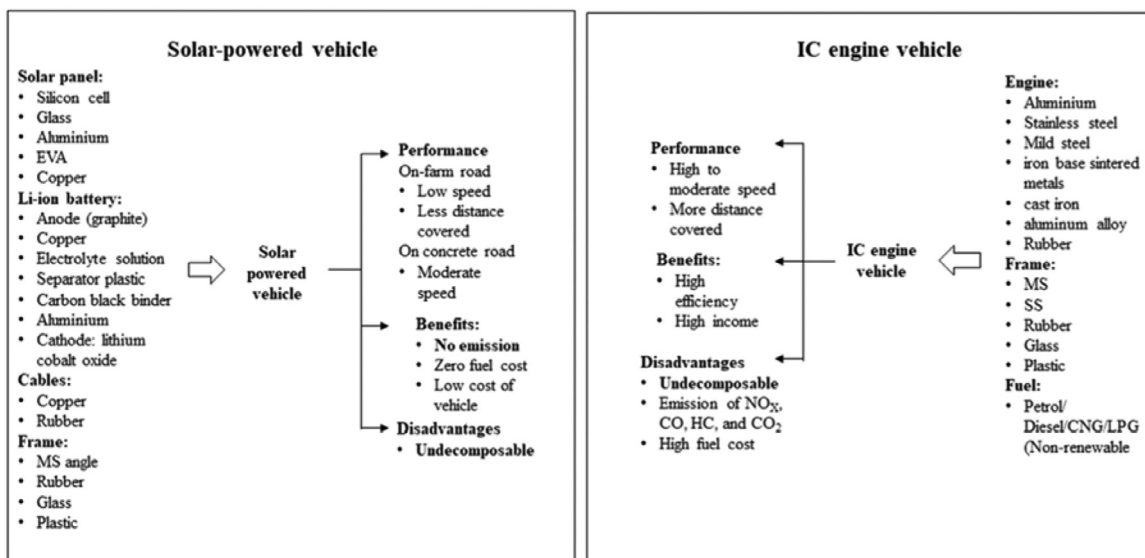 Solar-powered vehicle
Solar panel:
• Silicon cell
• Glass
• Aluminium
• EVA
• Copper
Li-ion battery:
• Anode (graphite)
• Copper
• Electrolyte solution
• Separator plastic
• Carbon black binder
• Aluminium
• Cathode: lithium
cobalt oxide
Cables:
• Copper
• Rubber
Frame:
• MS angle
• Rubber
• Glass
• Plastic
Solar
powered
vehicle
Performance
On-farm road
• Low speed
• Less distance
covered
On concrete road
• Moderate
speed
Benefits:
• No emission
• Zero fuel cost
• Low cost of
vehicle
Disadvantages
• Undecomposable
IC engine vehicle
Performance
• High to
moderate speed
• More distance
covered
Benefits:
• High
efficiency
• High income
Disadvantages
• Undecomposable
• Emission of NOX,
CO, HC, and CO2
• High fuel cost
IC engine
vehicle
Engine:
• Aluminium
• Stainless steel
• Mild steel
• iron base sintered
metals
• cast iron
• aluminum alloy
• Rubber
Frame:
• MS
• SS
• Rubber
• Glass
• Plastic
Fuel:
• Petrol/
Diesel/CNG/LPG
(Non-renewable